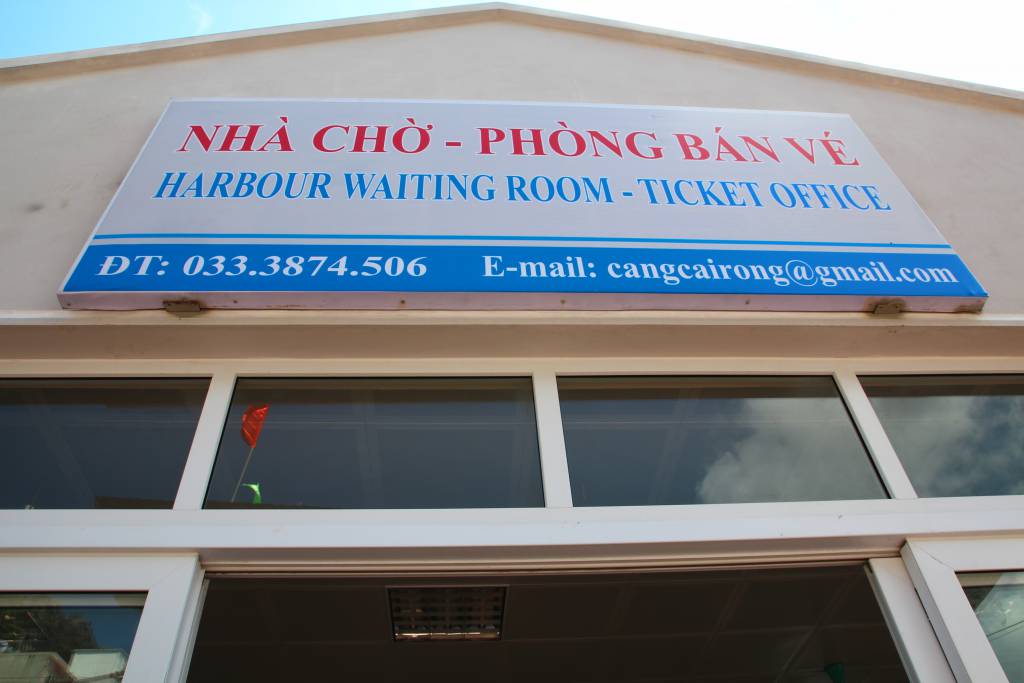 NHÀ CHỜ - PHÒNG BÁN VÉ
HARBOUR WAITING ROOM - TICKET OFFICE
ĐT: 033.3874.506 E-mail: cangcairong@gmail.com